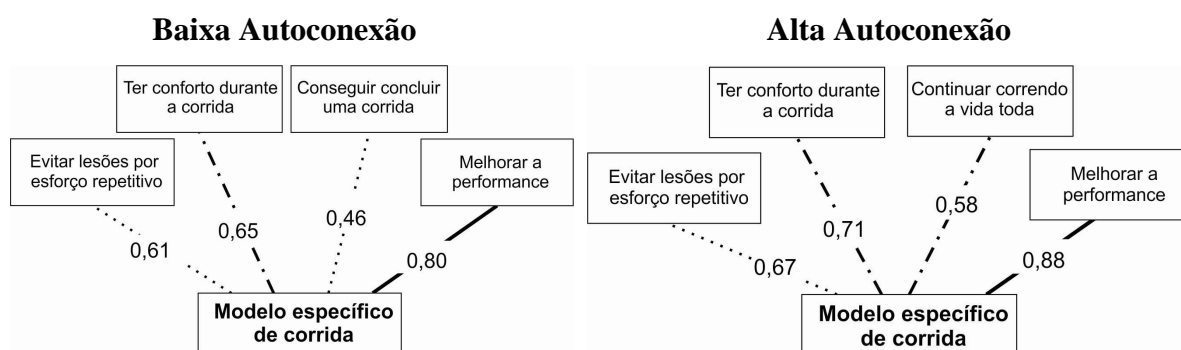 Baixa Autoconexão
Ter conforto durante
a corrida
Conseguir concluir
uma corrida
Evitar lesões por
esforço repetitivo
Melhorar a
performance
0,61
0,65
0,46
0,80
Modelo específico
de corrida
Alta Autoconexão
Ter conforto durante
a corrida
Continuar correndo
a vida toda
Evitar lesões por
esforço repetitivo
Melhorar a
performance
0,67
0,71
0,58
0,88
Modelo específico
de corrida